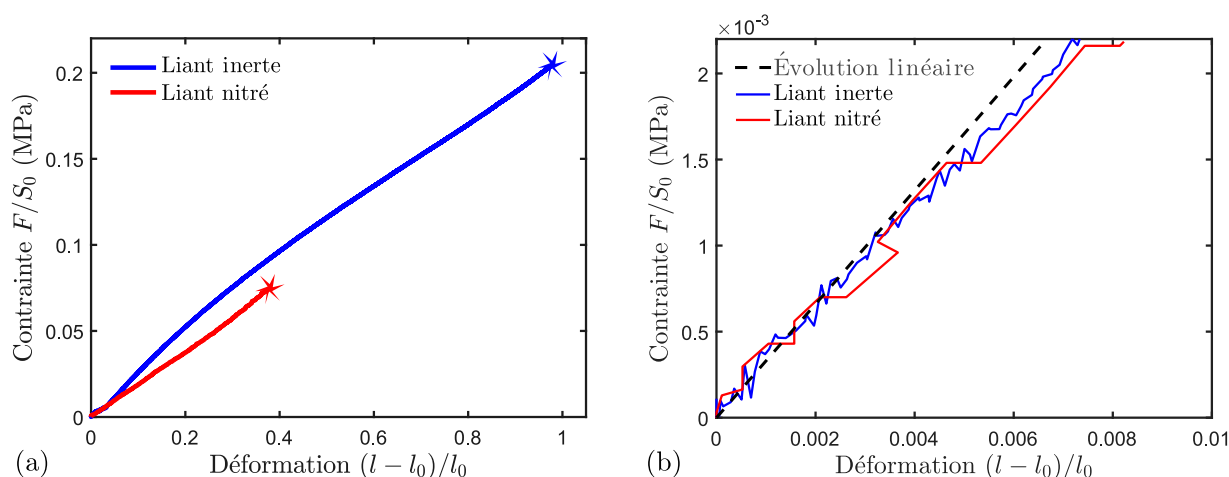 Contrainte F/S₀ (MPa)
0.2
0.15
0.1
0.05
0
Liant inerte
Liant nitré
0 0.2 0.4 0.6 0.8 1
(a) Déformation (l − l₀)/l₀
×10⁻³
Contrainte F/S₀ (MPa)
2
1.5
1
0.5
0
Évolution linéaire
Liant inerte
Liant nitré
0 0.002 0.004 0.006 0.008 0.01
(b) Déformation (l − l₀)/l₀